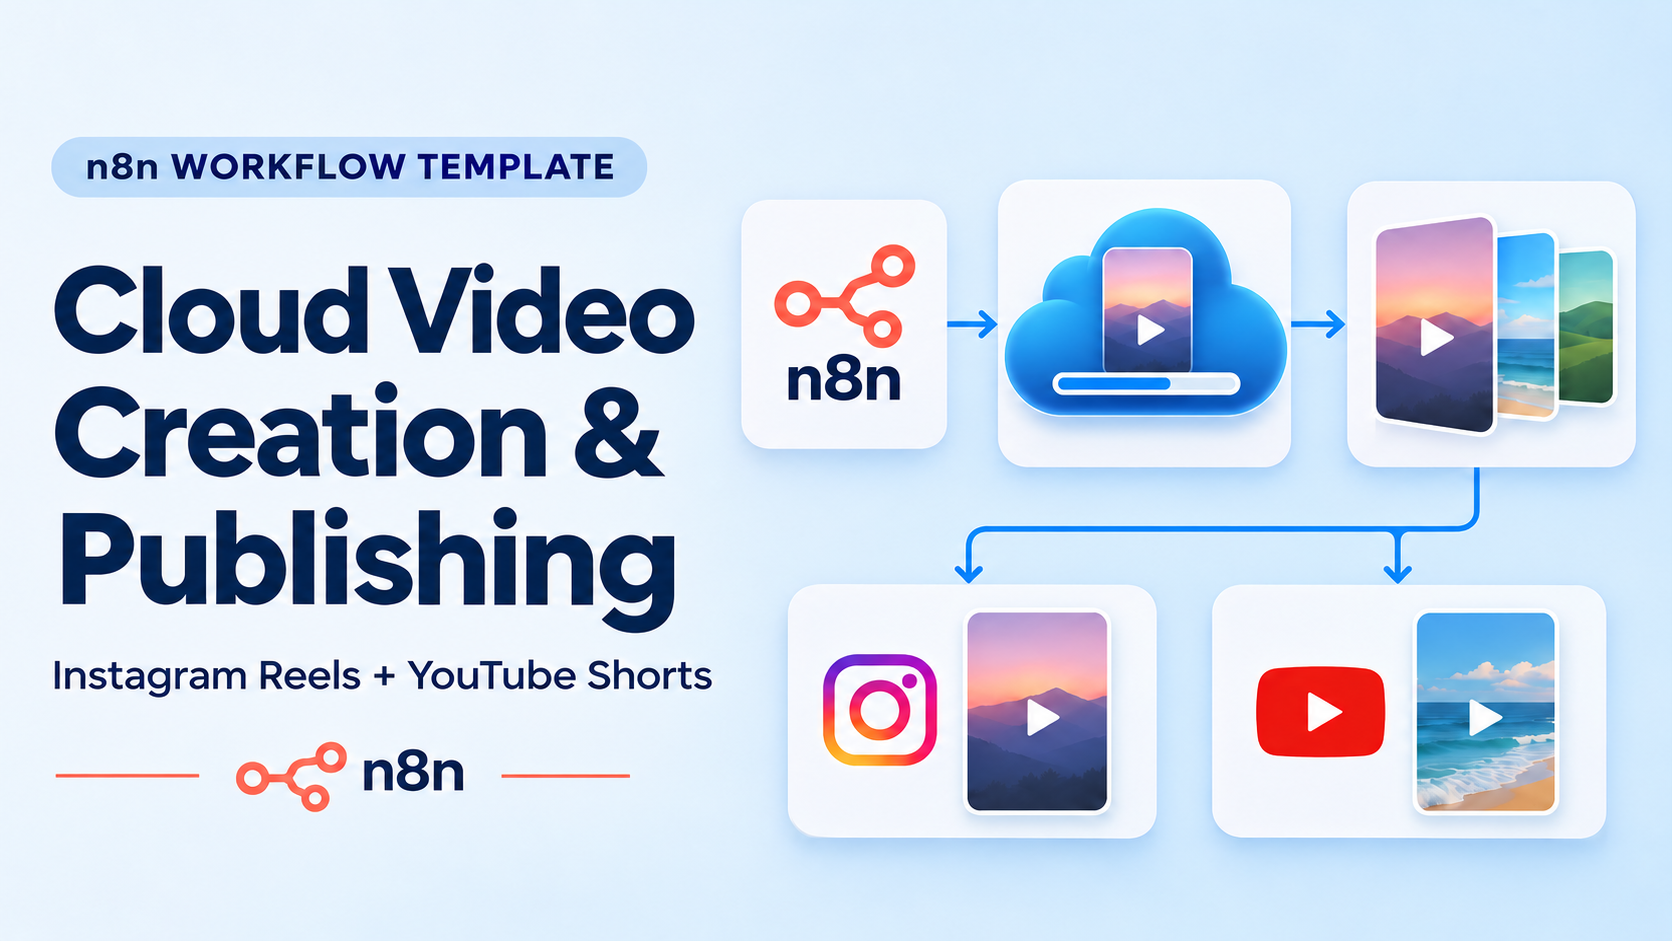 n8n WORKFLOW TEMPLATE
Cloud Video
Creation &
Publishing
Instagram Reels + YouTube Shorts
n8n
n8n